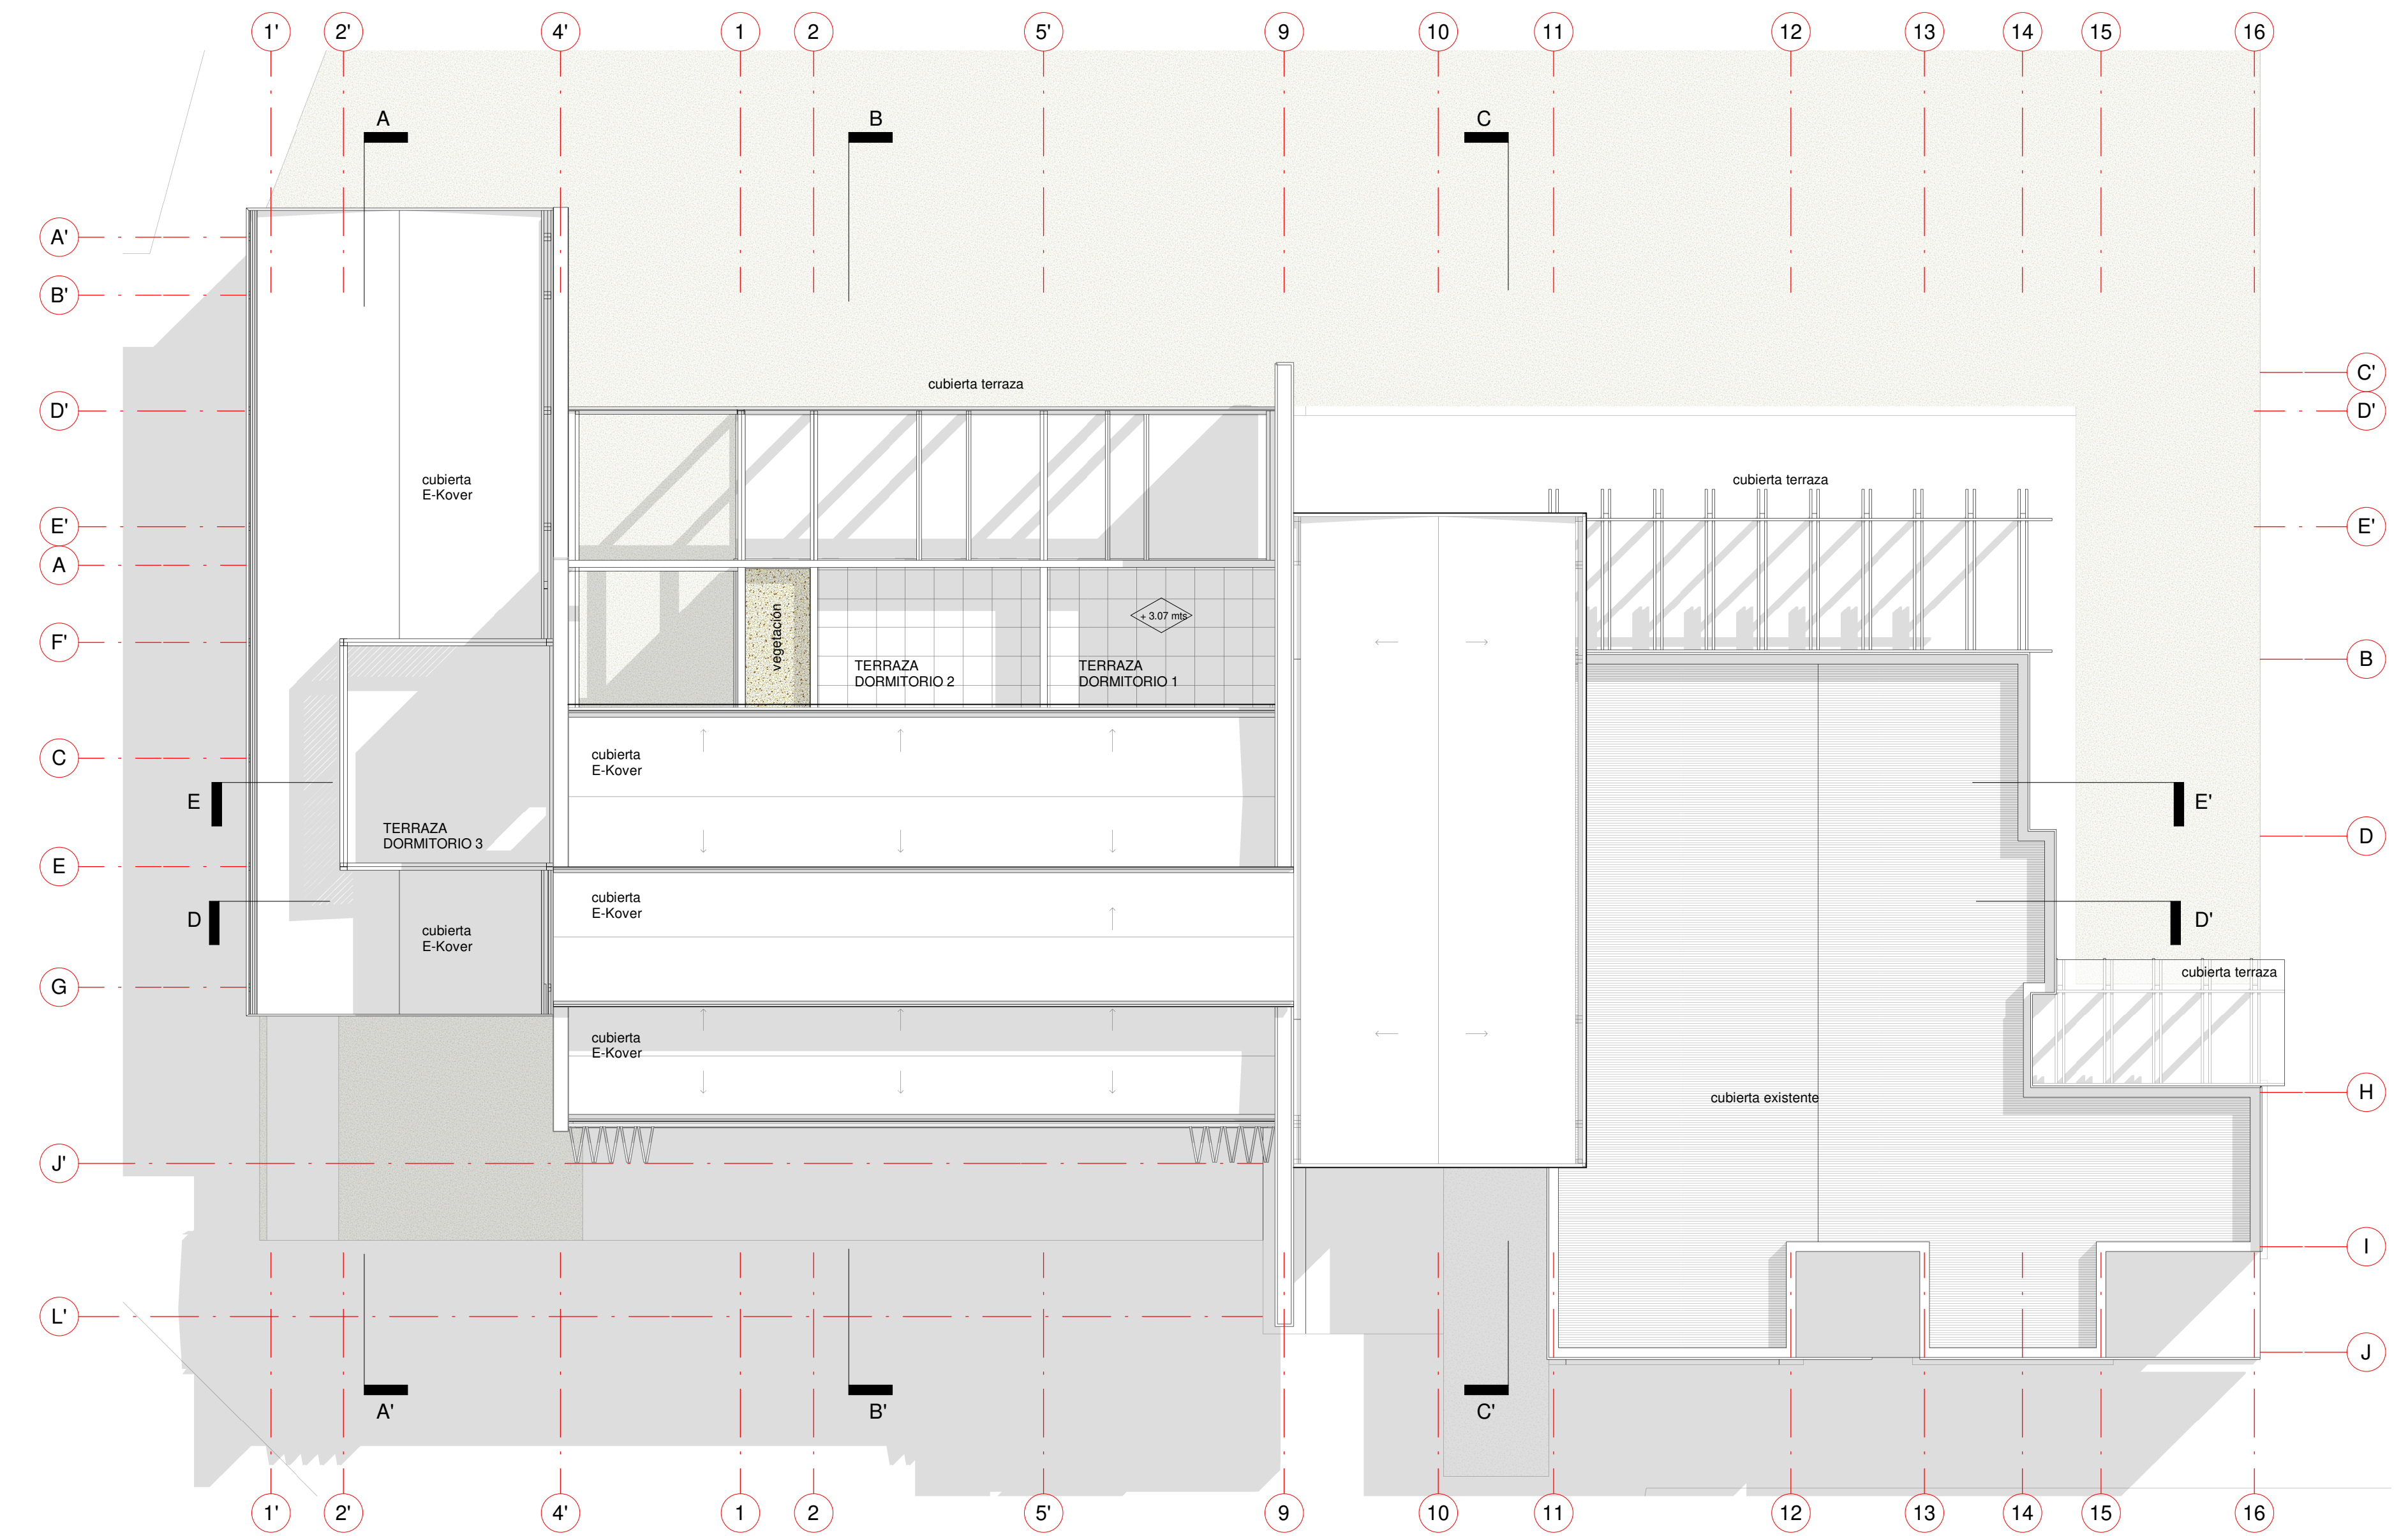 1' 2' 4' 1 2 5' 9 10 11 12 13 14 15 16
A B C
A'
B'
C'
cubierta terraza
D' D'
cubierta
E-Kover
cubierta terraza
E' E'
A
+ 3.07 mts
vegetación
F'
B
TERRAZA
DORMITORIO 2
TERRAZA
DORMITORIO 1
C
cubierta
E-Kover
E E'
TERRAZA
DORMITORIO 3
D
E
cubierta
E-Kover
D D'
cubierta
E-Kover
cubierta terraza
G
cubierta
E-Kover
H
cubierta existente
J'
I
L'
J
A' B' C'
1' 2' 4' 1 2 5' 9 10 11 12 13 14 15 16